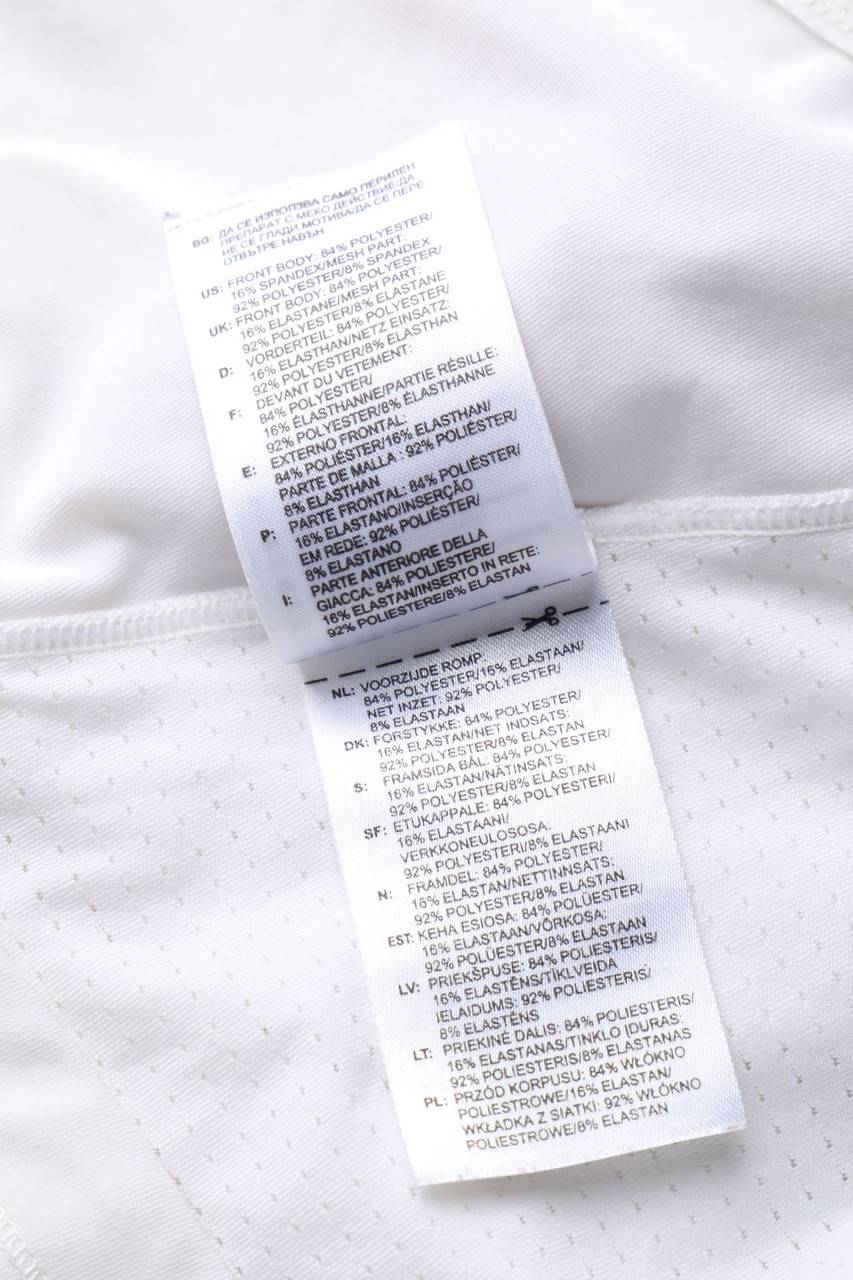 BG: ДА СЕ ИЗПОЛЗВА САМО ПЕРИЛЕН
ПРЕПАРАТ С МЕКО ДЕЙСТВИЕ/ДА
НЕ СЕ ГЛАДИ МОТИВА/ДА СЕ ПЕРЕ
ОТВЪТРЕ НАВЪН
US: FRONT BODY: 84% POLYESTER/
16% SPANDEX/MESH PART:
92% POLYESTER/8% SPANDEX
UK: FRONT BODY: 84% POLYESTER/
16% ELASTANE/MESH PART:
92% POLYESTER/8% ELASTANE
D: VORDERTEIL: 84% POLYESTER/
16% ELASTHAN/NETZ EINSATZ:
92% POLYESTER/8% ELASTHAN
F: DEVANT DU VETEMENT:
84% POLYESTER/
16% ÉLASTHANNE/PARTIE RÉSILLE:
92% POLYESTER/8% ÉLASTHANNE
E: EXTERNO FRONTAL:
84% POLIÉSTER/16% ELASTHAN/
PARTE DE MALLA : 92% POLIÉSTER/
8% ELASTHAN
P: PARTE FRONTAL: 84% POLIÉSTER/
16% ELASTANO/INSERÇÃO
EM REDE: 92% POLIÉSTER/
8% ELASTANO
I: PARTE ANTERIORE DELLA
GIACCA: 84% POLIESTERE/
16% ELASTAN/INSERTO IN RETE:
92% POLIESTERE/8% ELASTAN
NL: VOORZIJDE ROMP:
84% POLYESTER/16% ELASTAAN/
NET INZET: 92% POLYESTER/
8% ELASTAAN
DK: FORSTYKKE: 84% POLYESTER/
16% ELASTAN/NET INDSATS:
92% POLYESTER/8% ELASTAN
S: FRAMSIDA BÅL: 84% POLYESTER/
16% ELASTAN/NÄTINSATS:
92% POLYESTER/8% ELASTAN
SF: ETUKAPPALE: 84% POLYESTERI/
16% ELASTAANI/
VERKKONEULOSOSA:
92% POLYESTERI/8% ELASTAANI
N: FRAMDEL: 84% POLYESTER/
16% ELASTAN/NETTINNSATS:
92% POLYESTER/8% ELASTAN
EST: KEHA ESIOSA: 84% POLÜESTER/
16% ELASTAAN/VÕRKOSA:
92% POLÜESTER/8% ELASTAAN
LV: PRIEKŠPUSE: 84% POLIESTERIS/
16% ELASTĒNS/TĪKLVEIDA
IELAIDUMS: 92% POLIESTERIS/
8% ELASTĒNS
LT: PRIEKINĖ DALIS: 84% POLIESTERIS/
16% ELASTANAS/TINKLO ĮDURAS:
92% POLIESTERIS/8% ELASTANAS
PL: PRZÓD KORPUSU: 84% WŁÓKNO
POLIESTROWE/16% ELASTAN/
WKŁADKA Z SIATKI: 92% WŁÓKNO
POLIESTROWE/8% ELASTAN